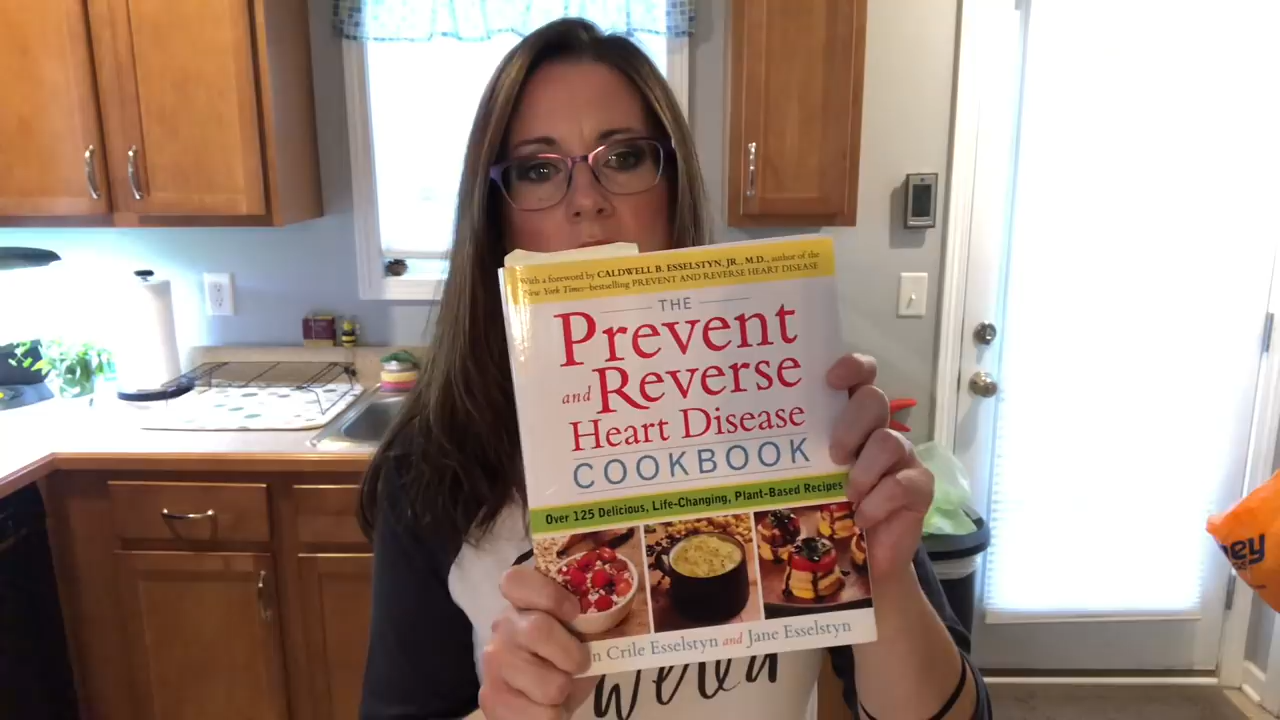 With a foreword by CALDWELL B. ESSELSTYN, JR., M.D., author of the
New York Times–bestselling PREVENT AND REVERSE HEART DISEASE
THE
Prevent
and Reverse
Heart Disease
COOKBOOK
Over 125 Delicious, Life-Changing, Plant-Based Recipes
n Crile Esselstyn and Jane Esselstyn
wered
ey